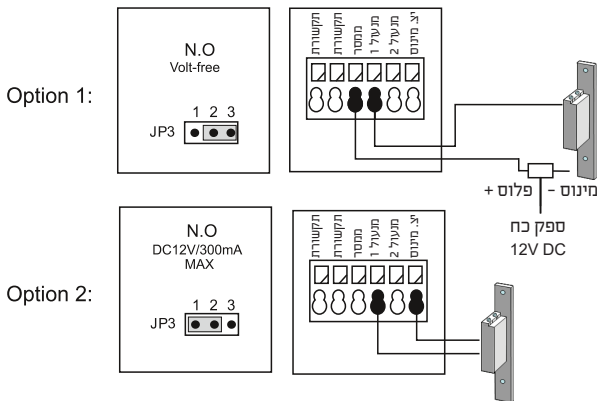 Option 1:
N.O
Volt-free
1 2 3
JP3
תקשורת
תקשורת
ממסר
מנעול 1
מנעול 2
יצ. מינוס
+ פלוס
מינוס -
ספק כח
12V DC
Option 2:
N.O
DC12V/300mA
MAX
1 2 3
JP3
תקשורת
תקשורת
ממסר
מנעול 1
מנעול 2
יצ. מינוס